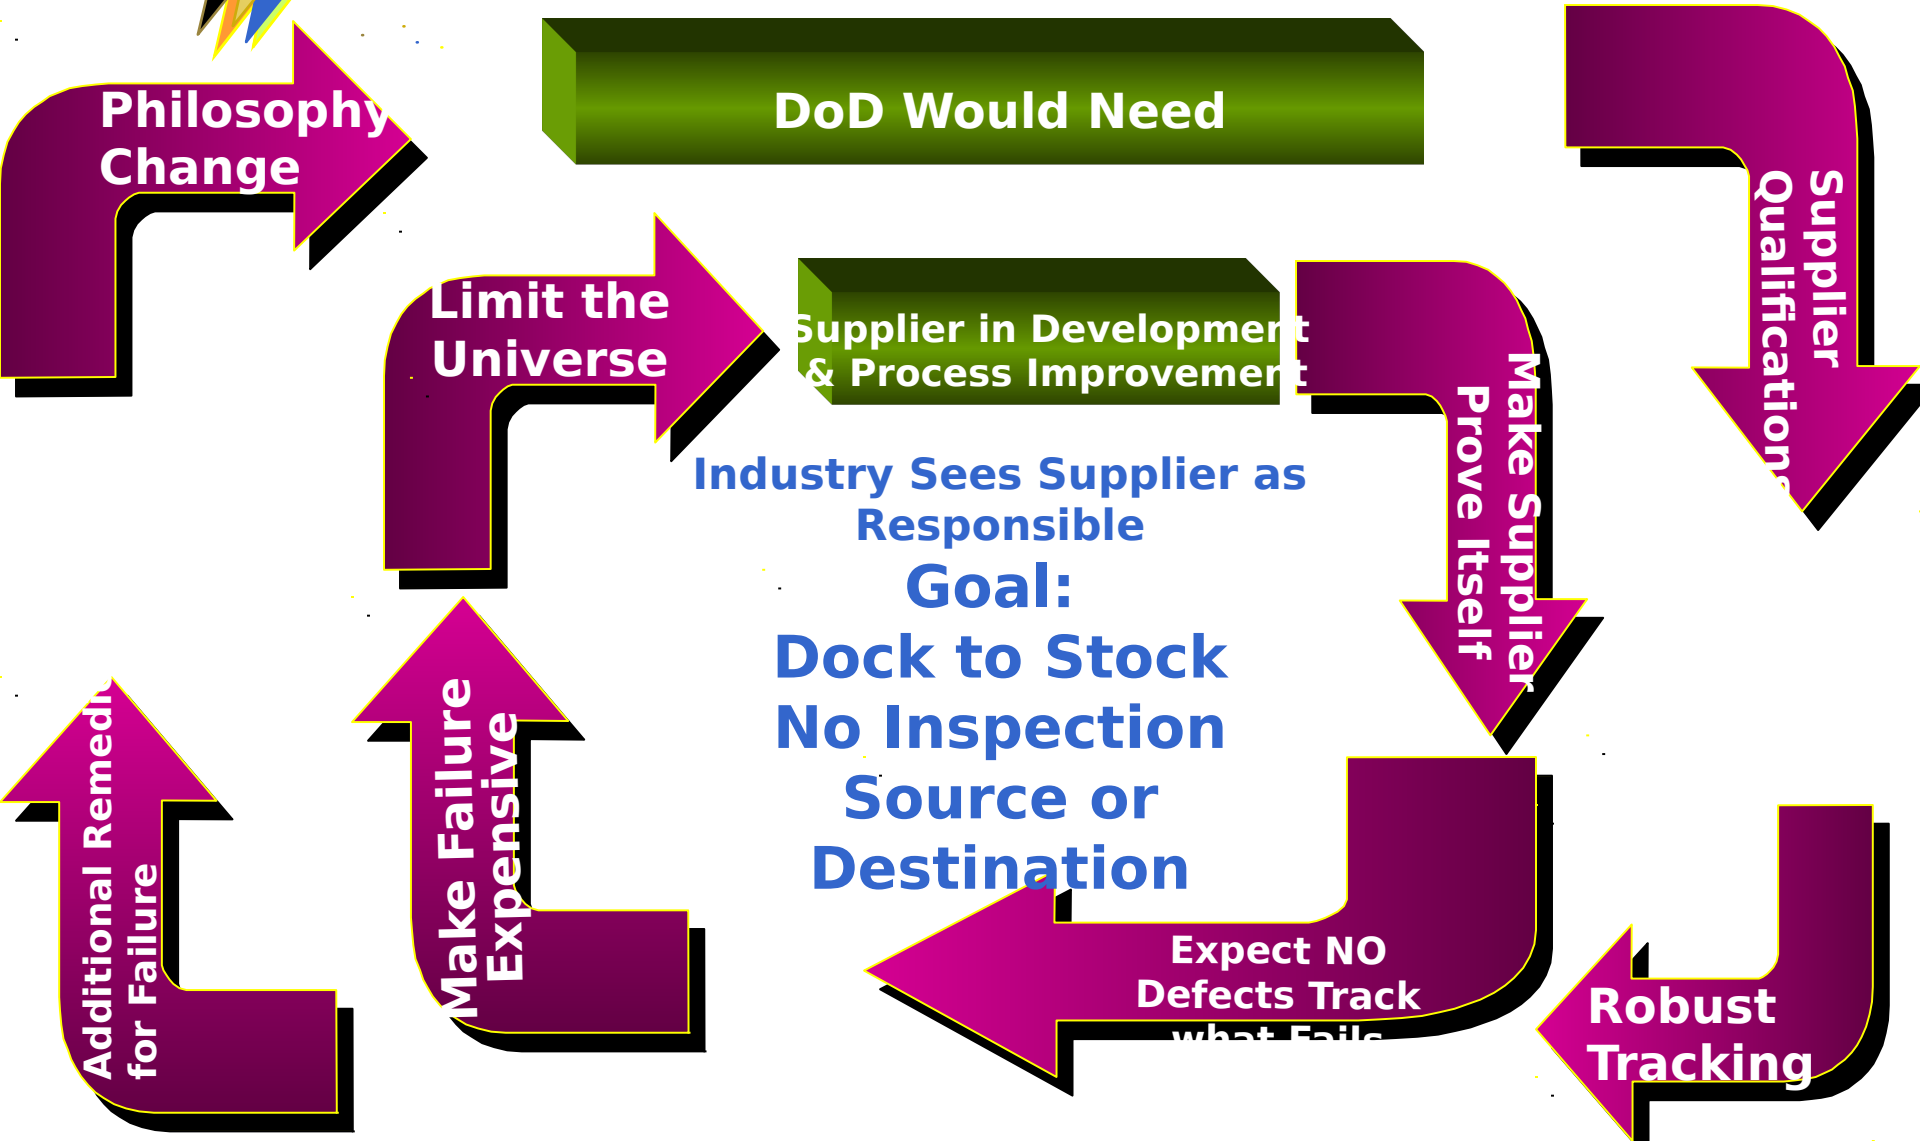 DoD Would Need
Philosophy
Change
Supplier
Qualifications
Limit the
Universe
Supplier in Development
& Process Improvement
Make Supplier
Prove Itself
Industry Sees Supplier as
Responsible
Goal:
Dock to Stock
No Inspection
Source or
Destination
Make Failure
Expensive
Additional
for Failure
Expect NO
Defects Track
what Fails
Robust
Tracking